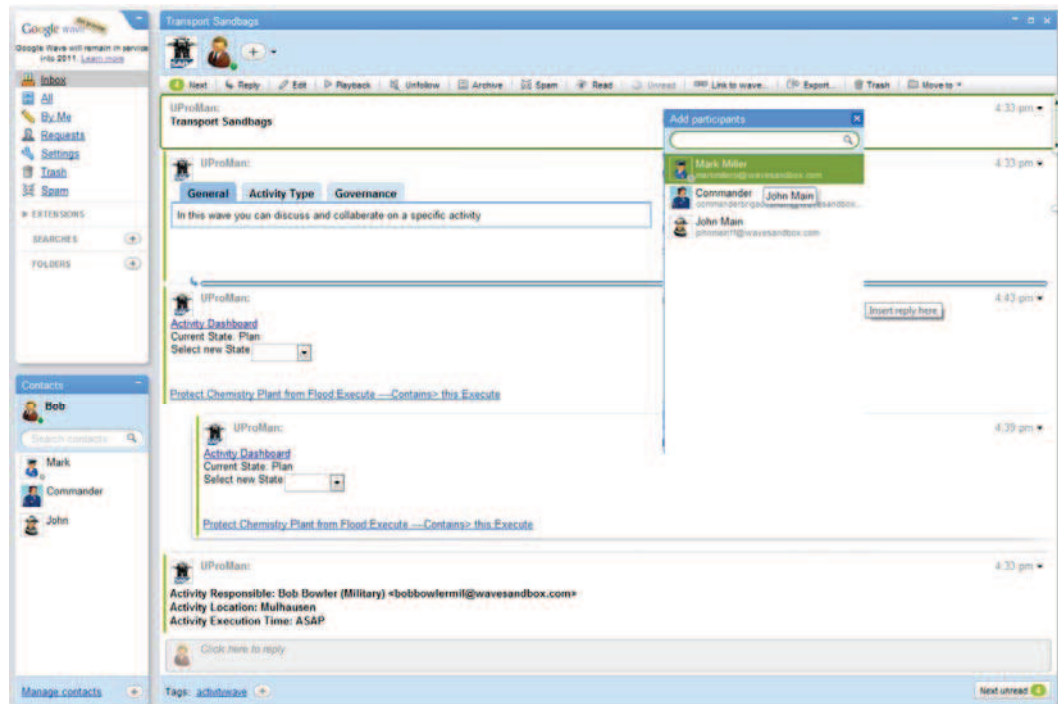 Google wave
Google Wave will remain in service
into 2011. Learn more
Inbox
All
By Me
Requests
Settings
Trash
Spam
EXTENSIONS
SEARCHES
FOLDERS
Contacts
Bob
Search contacts
Mark
Commander
John
Manage contacts
Transport Sandbags
Next Reply Edit Playback Unfollow Archive Spam Read Unread Link to wave... Export... Trash Move to
UProMan: 4:33 pm
Transport Sandbags
Add participants
Mark Miller
Commander
John Main
John Main
UProMan: 4:33 pm
General Activity Type Governance
In this wave you can discuss and collaberate on a specific activity
UProMan: 4:43 pm
Insert reply here
Activity Dashboard
Current State: Plan
Select new State
Protect Chemistry Plant from Flood Execute ----Contains> this Execute
UProMan: 4:39 pm
Activity Dashboard
Current State: Plan
Select new State
Protect Chemistry Plant from Flood Execute ----Contains> this Execute
UProMan: 4:33 pm
Activity Responsible: Bob Bowler (Military) <bobbowlermil@wavesandbox.com>
Activity Location: Mulhausen
Activity Execution Time: ASAP
Click here to reply
Tags: activitywave
Next unread 4